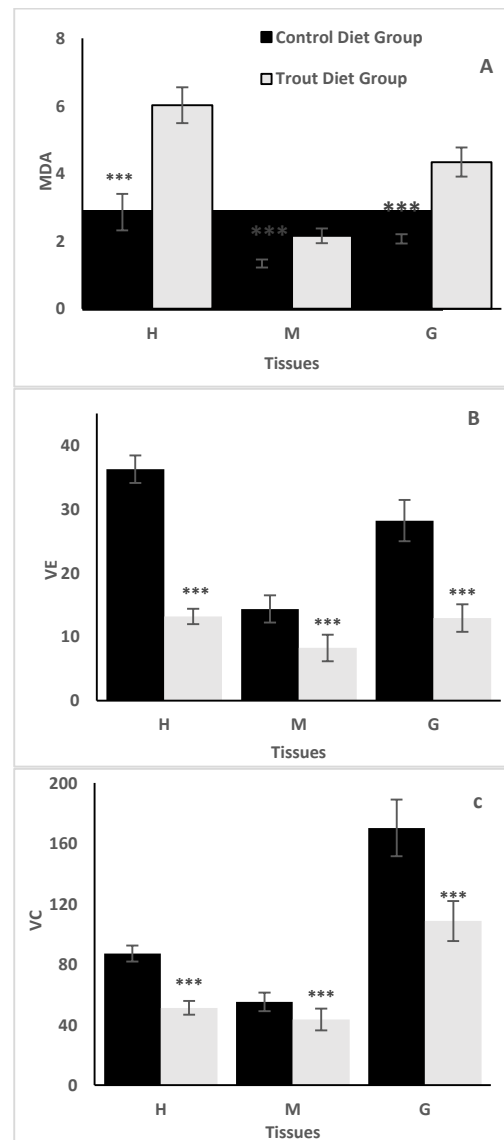 8
Control Diet Group
A
Trout Diet Group
6
***
4
***
***
2
0
MDA
H M G
Tissues
B
40
30
20
10
0
VE
*** *** ***
H M G
Tissues
200
c
160
120
80
40
0
VC
*** *** ***
H M G
Tissues